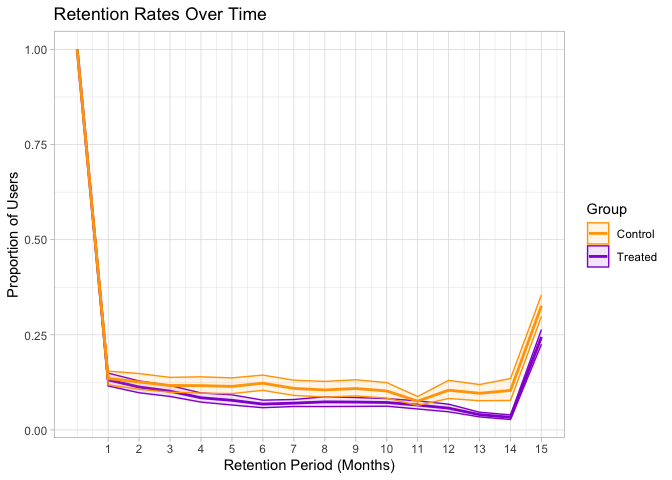 Retention Rates Over Time
Proportion of Users
1.00
0.75
0.50
0.25
0.00
1 2 3 4 5 6 7 8 9 10 11 12 13 14 15
Retention Period (Months)
Group
Control
Treated